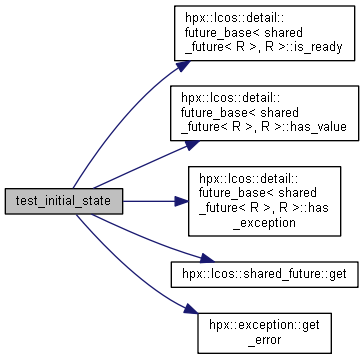 hpx::lcos::detail::
future_base< shared
_future< R >, R >::is_ready
hpx::lcos::detail::
future_base< shared
_future< R >, R >::has_value
test_initial_state
hpx::lcos::detail::
future_base< shared
_future< R >, R >::has
_exception
hpx::lcos::shared_future::get
hpx::exception::get
_error